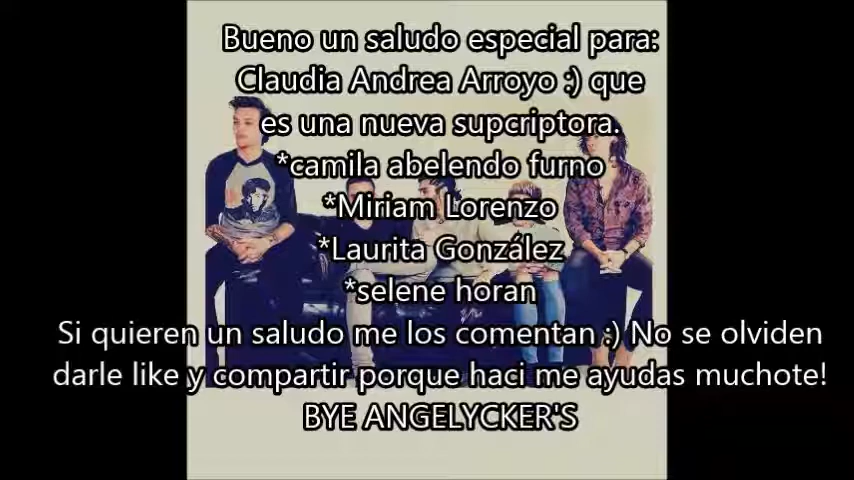 Bueno un saludo especial para:
Claudia Andrea Arroyo :) que
es una nueva supcriptora.
*camila abelendo furno
*Miriam Lorenzo
*Laurita González
*selene horan
Si quieren un saludo me los comentan :) No se olviden
darle like y compartir porque haci me ayudas muchote!
BYE ANGELYCKER'S